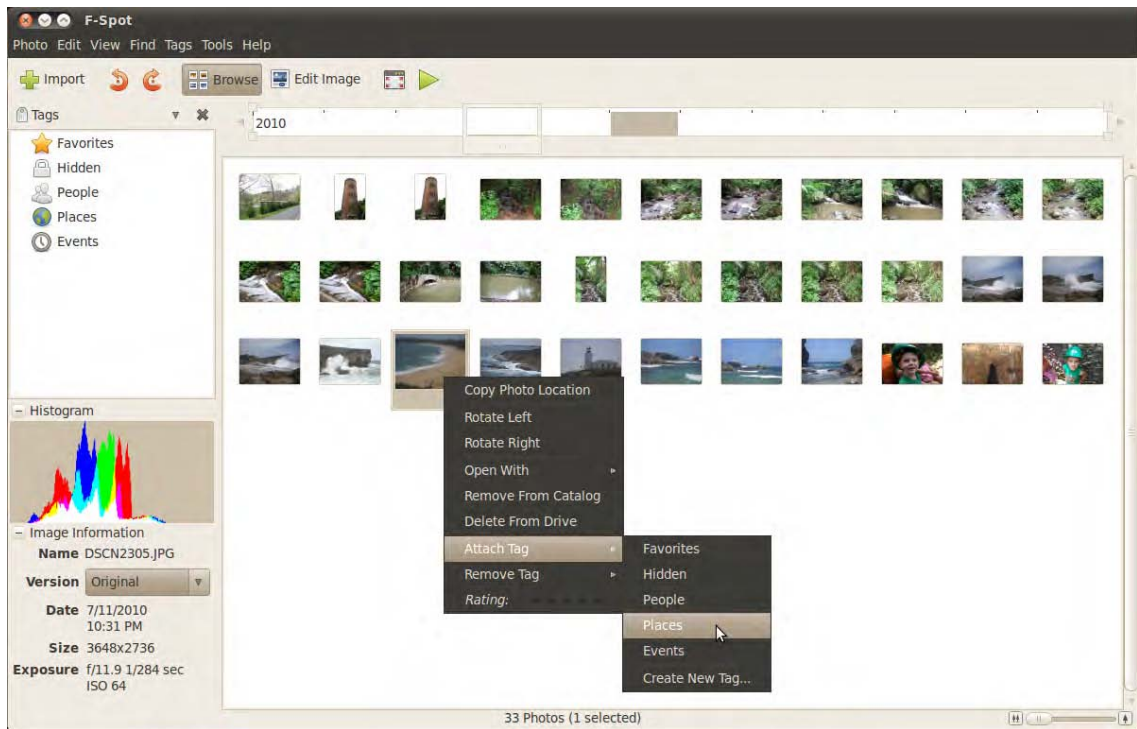 F-Spot
Photo Edit View Find Tags Tools Help
Import Browse Edit Image
Tags
2010
Favorites
Hidden
People
Places
Events
Copy Photo Location
Rotate Left
Rotate Right
Open With
Remove From Catalog
Delete From Drive
Attach Tag
Remove Tag
Rating:
Favorites
Hidden
People
Places
Events
Create New Tag...
Histogram
Image Information
Name DSCN2305.JPG
Version Original
Date 7/11/2010
10:31 PM
Size 3648x2736
Exposure f/11.9 1/284 sec
ISO 64
33 Photos (1 selected)